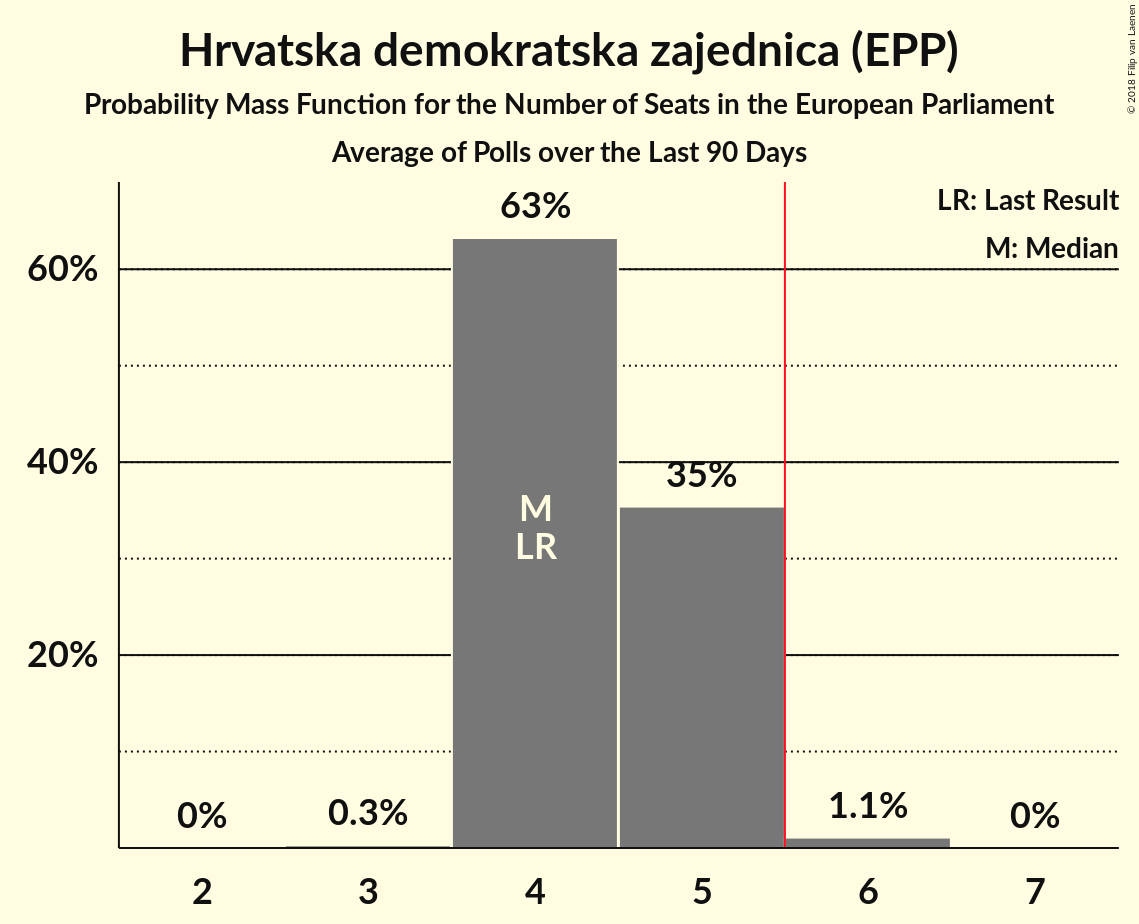 Hrvatska demokratska zajednica (EPP)
Probability Mass Function for the Number of Seats in the European Parliament
Average of Polls over the Last 90 Days
© 2018 Filip van Laenen
LR: Last Result
M: Median
63%
60%
40%
35%
M
LR
20%
0%
0.3%
1.1%
0%
2
3
4
5
6
7